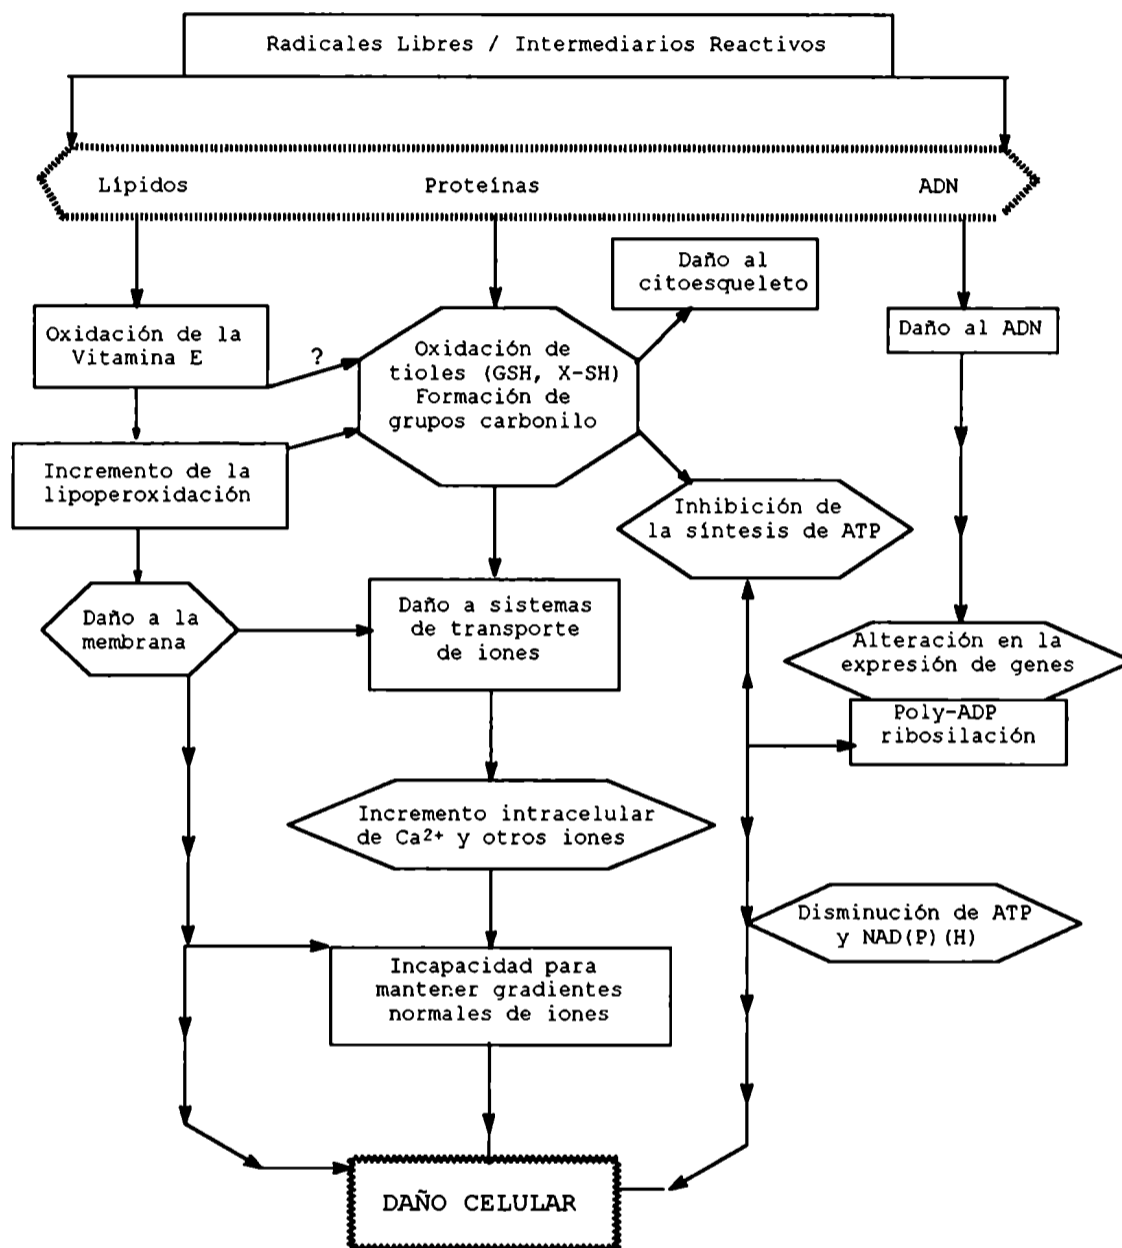 Radicales Libres / Intermediarios Reactivos
Lípidos
Proteínas
ADN
Daño al
citoesqueleto
Oxidación de la
Vitamina E
?
Oxidación de
tioles (GSH, X-SH)
Formación de
grupos carbonilo
Daño al ADN
Incremento de la
lipoperoxidación
Inhibición de
la síntesis de ATP
Daño a la
membrana
Daño a sistemas
de transporte
de iones
Alteración en la
expresión de genes
Poly-ADP
ribosilación
Incremento intracelular
de Ca²⁺ y otros iones
Disminución de ATP
y NAD(P)(H)
Incapacidad para
mantener gradientes
normales de iones
DAÑO CELULAR